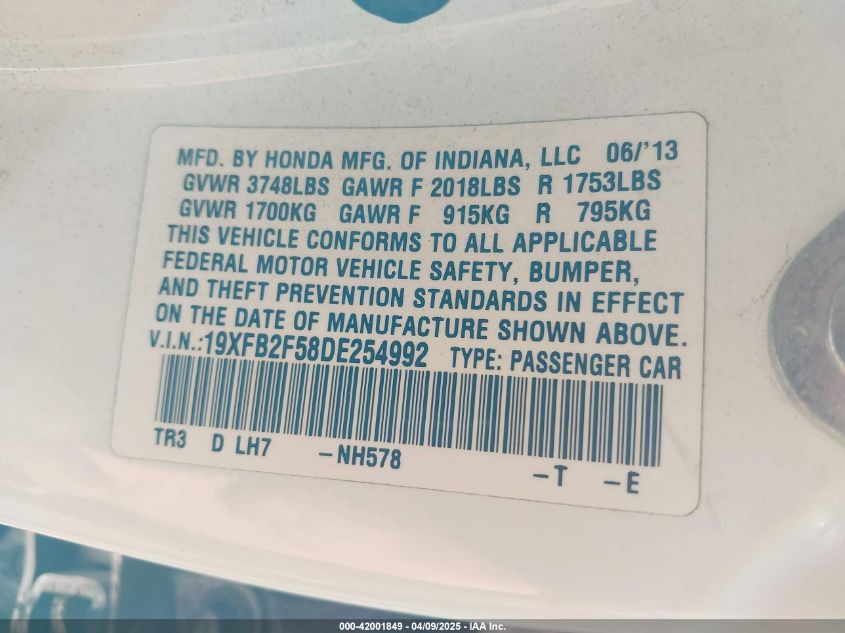 MFD. BY HONDA MFG. OF INDIANA, LLC 06/'13
GVWR 3748LBS GAWR F 2018LBS R 1753LBS
GVWR 1700KG GAWR F 915KG R 795KG
THIS VEHICLE CONFORMS TO ALL APPLICABLE
FEDERAL MOTOR VEHICLE SAFETY, BUMPER,
AND THEFT PREVENTION STANDARDS IN EFFECT
ON THE DATE OF MANUFACTURE SHOWN ABOVE.
V.I.N.:19XFB2F58DE254992 TYPE: PASSENGER CAR
TR3 D LH7 -NH578 -T -E
000-42001849 | 04/09/2025 - IAA Inc.